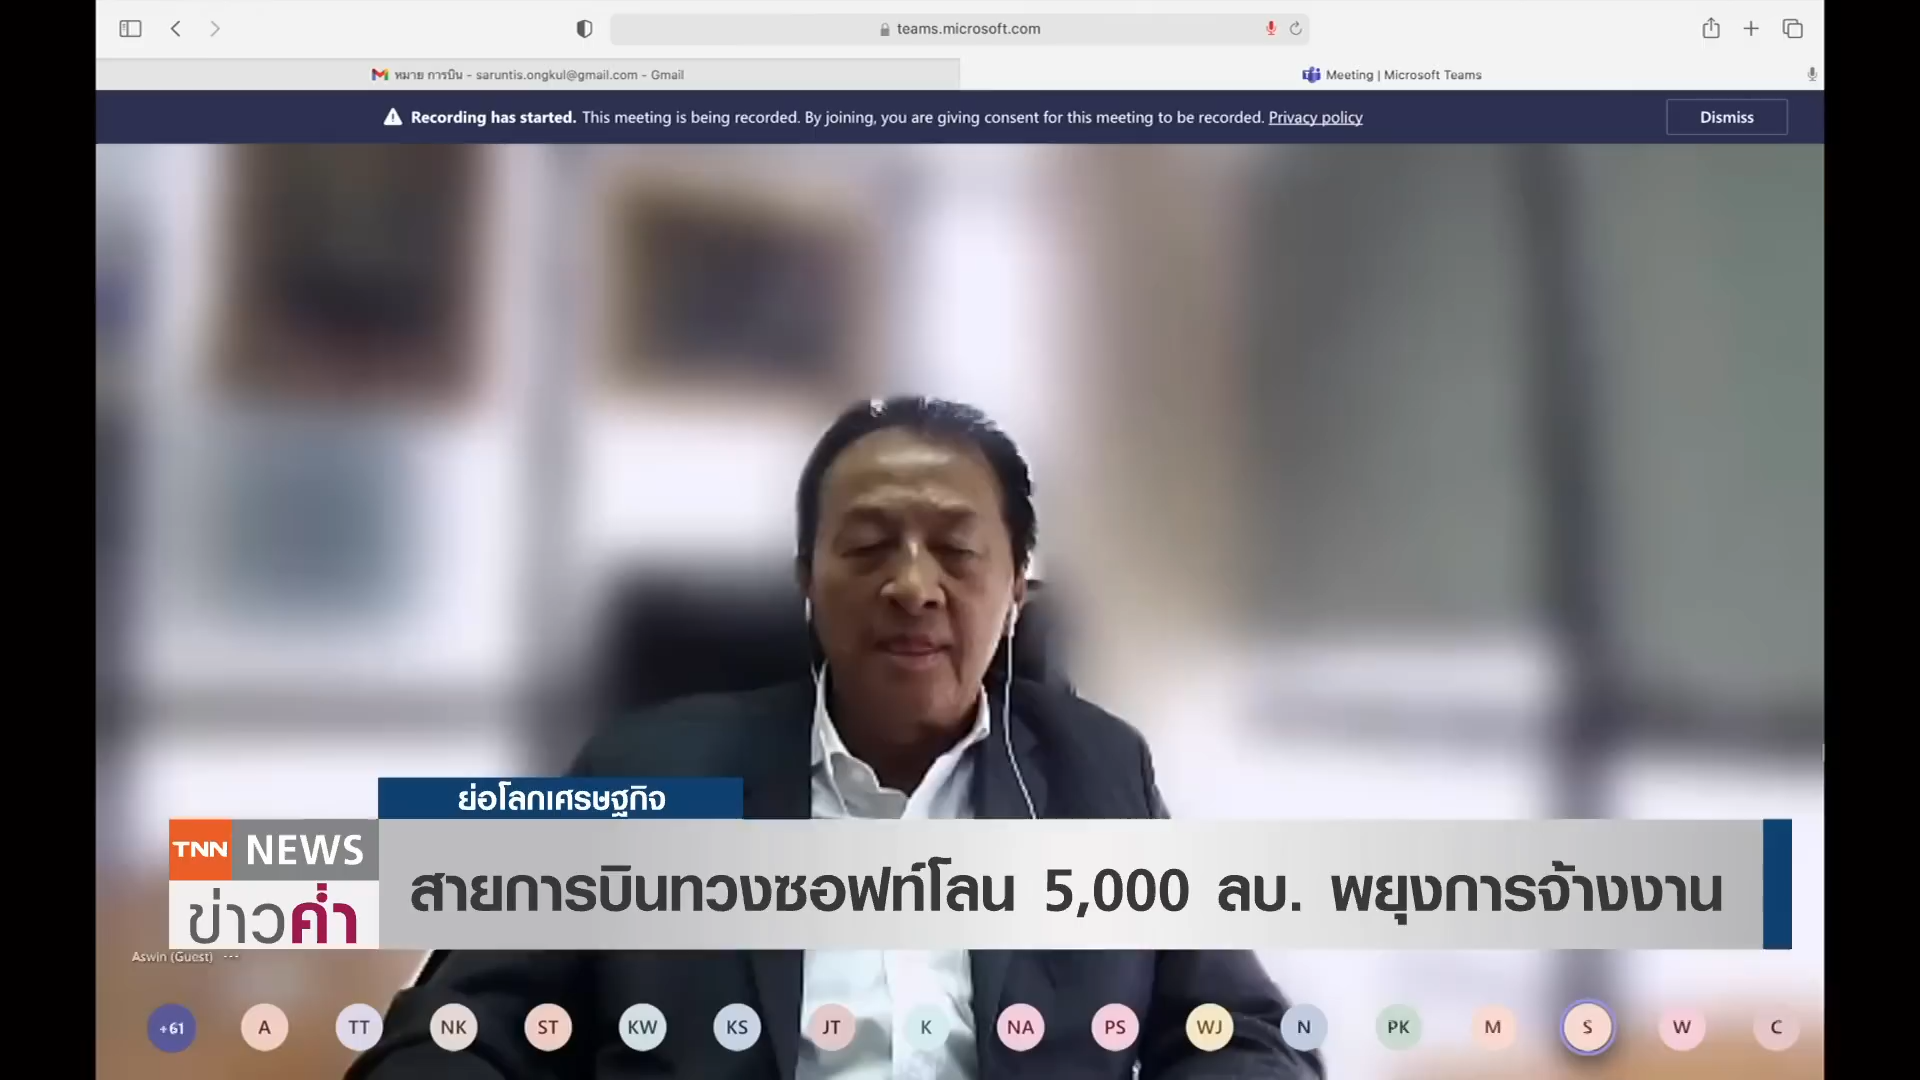 teams.microsoft.com
หมาย การบิน - saruntis.ongkul@gmail.com - Gmail
Meeting | Microsoft Teams
Recording has started. This meeting is being recorded. By joining, you are giving consent for this meeting to be recorded. Privacy policy
Dismiss
ย่อโลกเศรษฐกิจ
TNN NEWS
ข่าวค่ำ
สายการบินทวงซอฟท์โลน 5,000 ลบ. พยุงการจ้างงาน
Aswin (Guest) ...
+61 A TT NK ST KW KS JT K NA PS WJ N PK M S W C